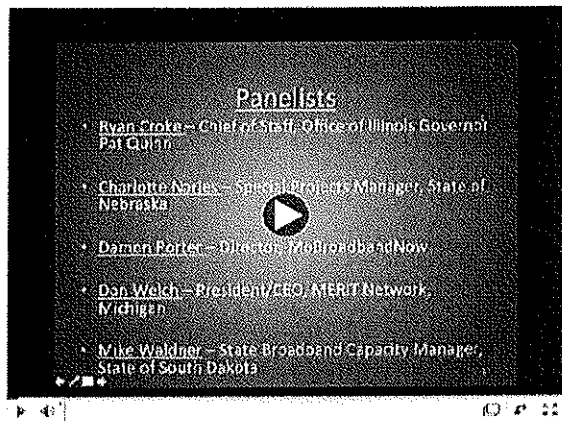 Panelists
• Ryan Croke – Chief of Staff, Office of Illinois Governor
Pat Quinn
• Charlotte Narjes – Special Projects Manager, State of
Nebraska
• Damon Porter – Director, MoBroadbandNow
• Don Welch – President/CEO, MERIT Network,
Michigan
• Mike Waldner – State Broadband Capacity Manager,
State of South Dakota